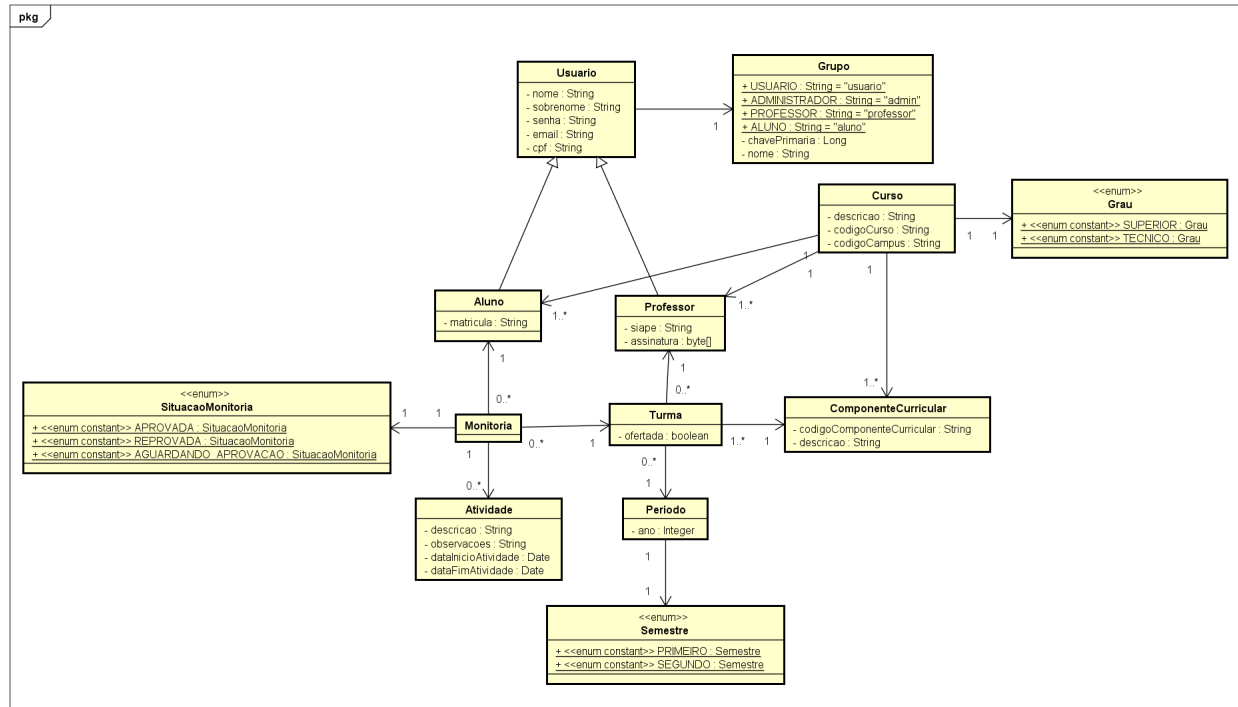 pkg
Usuario
- nome : String
- sobrenome : String
- senha : String
- email : String
- cpf : String
1
Grupo
+ USUARIO : String = "usuario"
+ ADMINISTRADOR : String = "admin"
+ PROFESSOR : String = "professor"
+ ALUNO : String = "aluno"
- chavePrimaria : Long
- nome : String
Curso
- descricao : String
- codigoCurso : String
- codigoCampus : String
1
1
<<enum>>
Grau
+ <<enum constant>> SUPERIOR : Grau
+ <<enum constant>> TECNICO : Grau
1
1
1
Aluno
- matricula : String
1..*
Professor
- siape : String
- assinatura : byte[]
1..*
1
0..*
1
0..*
1..*
<<enum>>
SituacaoMonitoria
+ <<enum constant>> APROVADA : SituacaoMonitoria
+ <<enum constant>> REPROVADA : SituacaoMonitoria
+ <<enum constant>> AGUARDANDO_APROVACAO : SituacaoMonitoria
1
1
Monitoria
0..*
1
Turma
- ofertada : boolean
1..*
1
ComponenteCurricular
- codigoComponenteCurricular : String
- descricao : String
1
0..*
0..*
1
Atividade
- descricao : String
- observacoes : String
- dataInicioAtividade : Date
- dataFimAtividade : Date
Periodo
- ano : Integer
1
1
<<enum>>
Semestre
+ <<enum constant>> PRIMEIRO : Semestre
+ <<enum constant>> SEGUNDO : Semestre